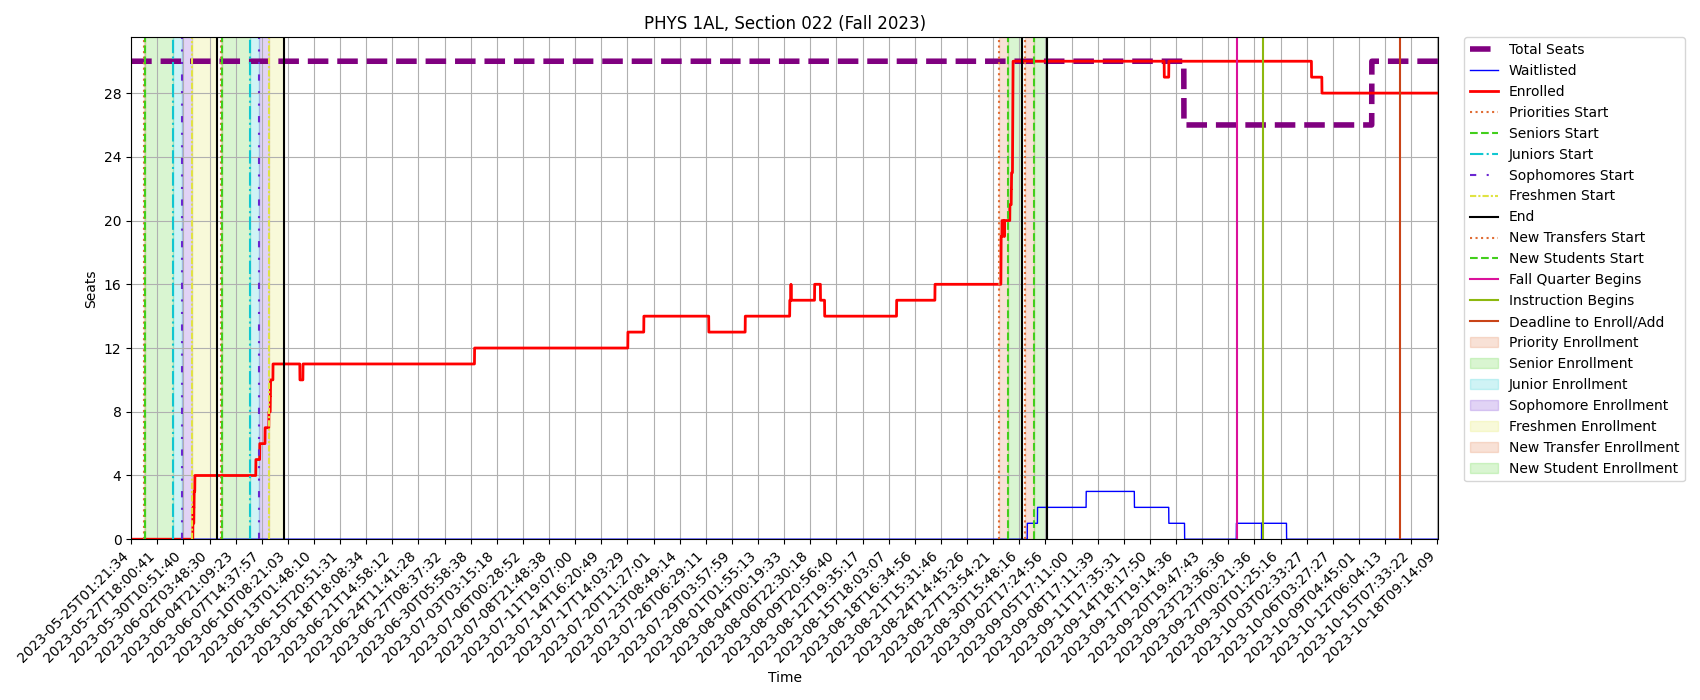 PHYS 1AL, Section 022 (Fall 2023)
Seats
28
24
20
16
12
8
4
0
2023-05-25T01:21:34
2023-05-27T18:00:41
2023-05-30T10:51:40
2023-06-02T03:48:30
2023-06-04T21:09:23
2023-06-07T14:37:57
2023-06-10T08:21:03
2023-06-13T01:48:10
2023-06-15T20:51:31
2023-06-18T18:08:34
2023-06-21T14:58:12
2023-06-24T11:41:28
2023-06-27T08:37:32
2023-06-30T05:58:38
2023-07-03T03:15:18
2023-07-06T00:28:52
2023-07-08T21:48:38
2023-07-11T19:07:00
2023-07-14T16:20:49
2023-07-17T14:03:29
2023-07-20T11:27:01
2023-07-23T08:49:14
2023-07-26T06:29:11
2023-07-29T03:57:59
2023-08-01T01:55:13
2023-08-04T00:19:33
2023-08-06T22:30:18
2023-08-09T20:56:40
2023-08-12T19:35:17
2023-08-15T18:03:07
2023-08-18T16:34:56
2023-08-21T15:31:46
2023-08-24T14:45:26
2023-08-27T13:54:21
2023-08-30T15:48:16
2023-09-02T17:24:56
2023-09-05T17:11:00
2023-09-08T17:11:39
2023-09-11T17:35:31
2023-09-14T18:17:50
2023-09-17T19:14:36
2023-09-20T19:47:43
2023-09-23T23:36:36
2023-09-27T00:21:36
2023-09-30T01:25:16
2023-10-03T02:33:27
2023-10-06T03:27:27
2023-10-09T04:45:01
2023-10-12T06:04:13
2023-10-15T07:33:22
2023-10-18T09:14:09
Time
Total Seats
Waitlisted
Enrolled
Priorities Start
Seniors Start
Juniors Start
Sophomores Start
Freshmen Start
End
New Transfers Start
New Students Start
Fall Quarter Begins
Instruction Begins
Deadline to Enroll/Add
Priority Enrollment
Senior Enrollment
Junior Enrollment
Sophomore Enrollment
Freshmen Enrollment
New Transfer Enrollment
New Student Enrollment